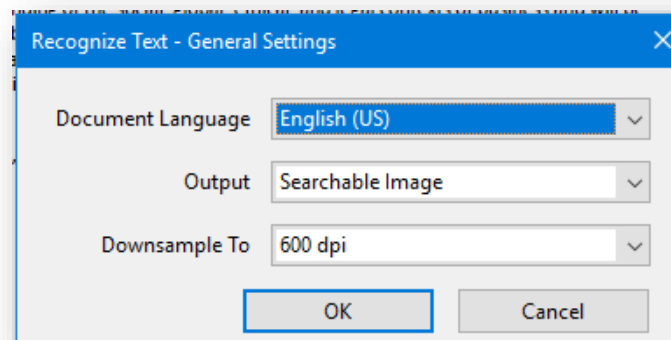 Recognize Text - General Settings
Document Language English (US)
Output Searchable Image
Downsample To 600 dpi
OK Cancel